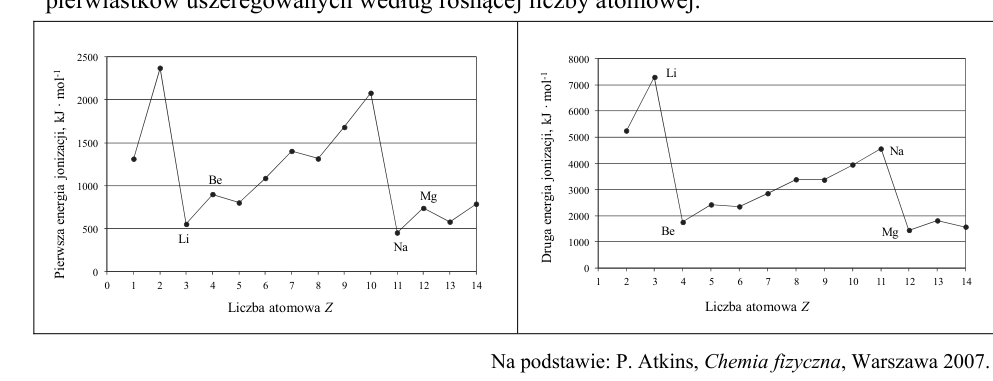 pierwiastków uszeregowanych według rosnącej liczby atomowej.
Pierwsza energia jonizacji, kJ · mol⁻¹
2500
2000
1500
1000
500
0
Be
Li
Mg
Na
0 1 2 3 4 5 6 7 8 9 10 11 12 13 14
Liczba atomowa Z
Druga energia jonizacji, kJ · mol⁻¹
8000
7000
6000
5000
4000
3000
2000
1000
0
Li
Be
Na
Mg
1 2 3 4 5 6 7 8 9 10 11 12 13 14
Liczba atomowa Z
Na podstawie: P. Atkins, Chemia fizyczna, Warszawa 2007.